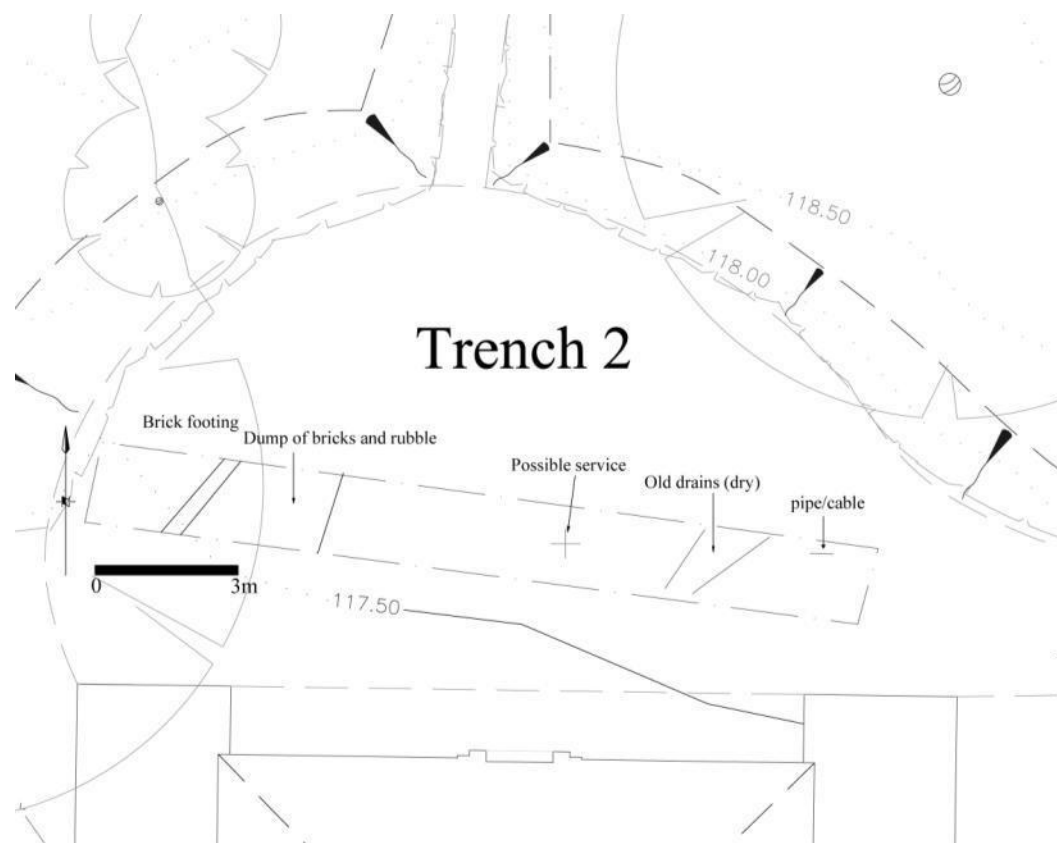 118.50
118.00
Trench 2
Brick footing
Dump of bricks and rubble
Possible service
Old drains (dry)
pipe/cable
0 3m
117.50